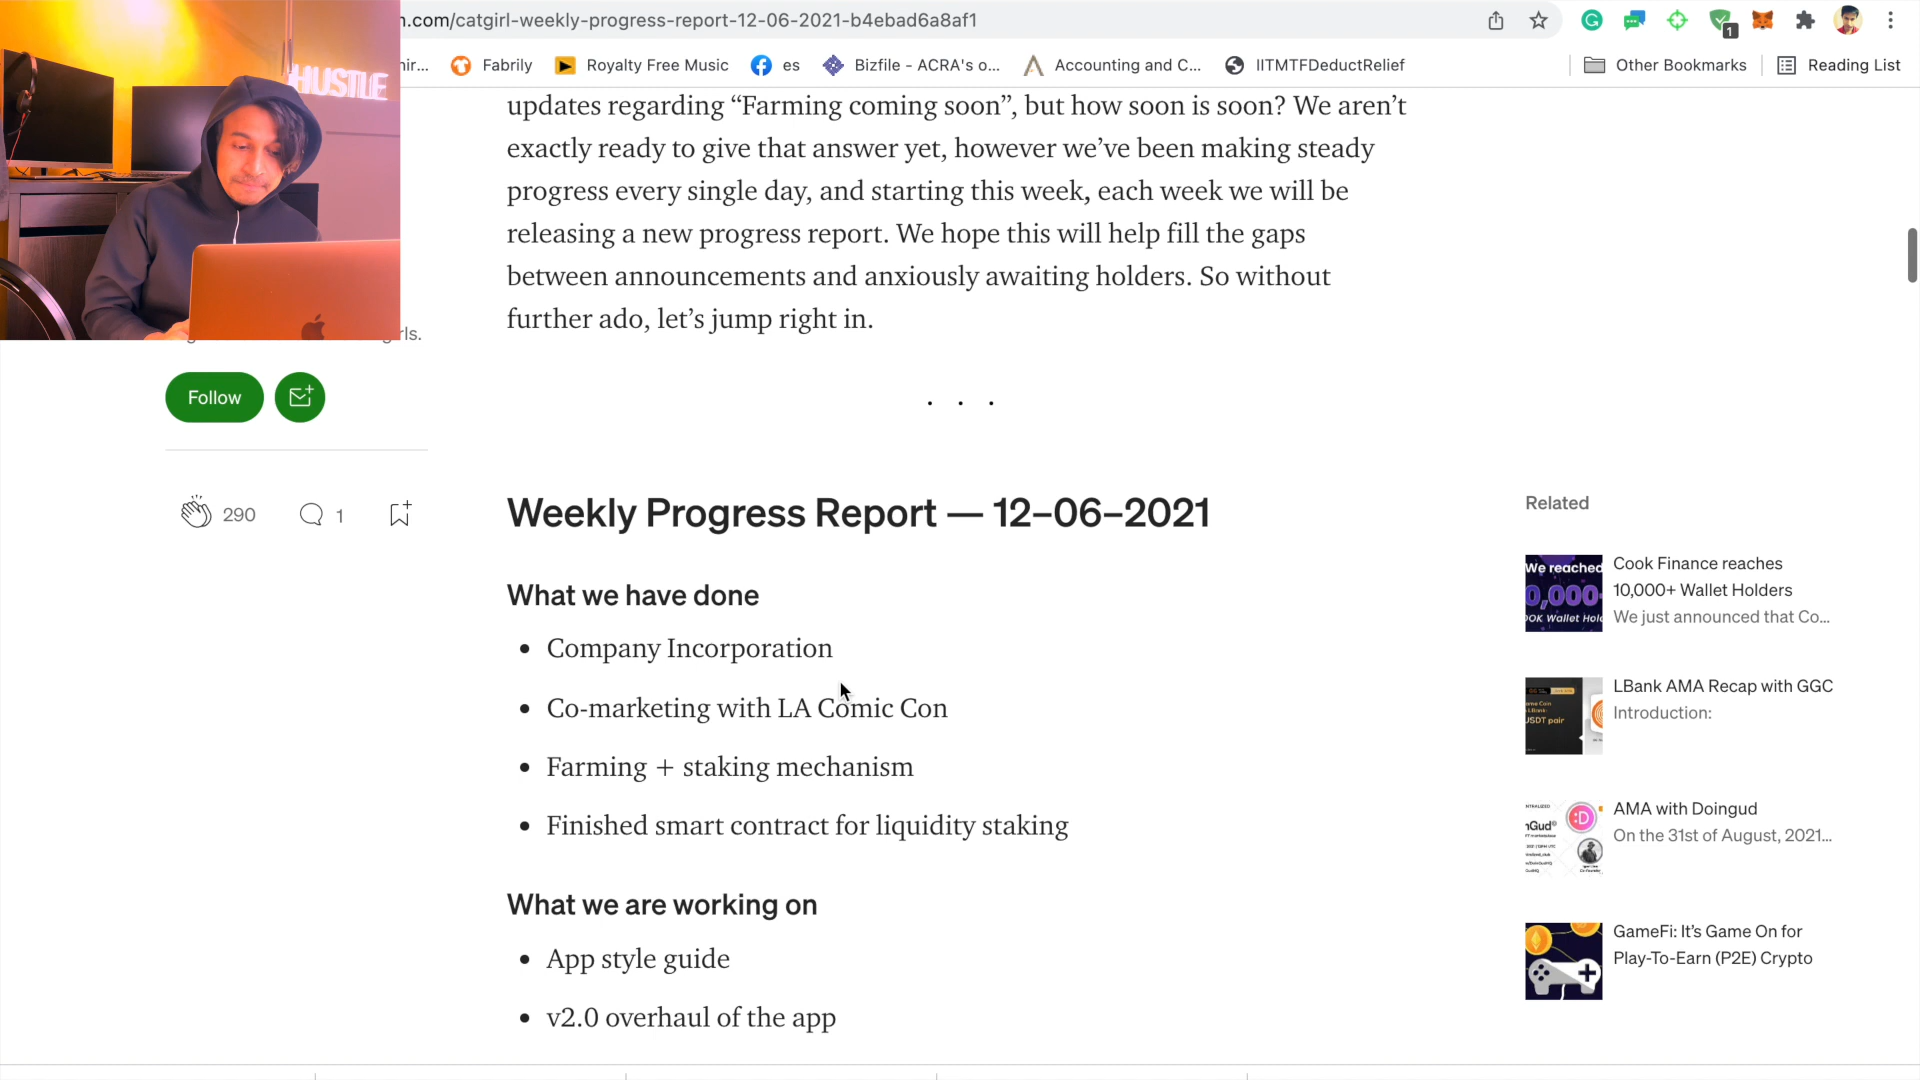 n.com/catgirl-weekly-progress-report-12-06-2021-b4ebad6a8af1
1
Fabrily
Royalty Free Music
es
Bizfile - ACRA's o...
Accounting and C...
IITMTFDeductRelief
Other Bookmarks
Reading List
HUSTLE
updates regarding “Farming coming soon”, but how soon is soon? We aren’t
exactly ready to give that answer yet, however we’ve been making steady
progress every single day, and starting this week, each week we will be
releasing a new progress report. We hope this will help fill the gaps
between announcements and anxiously awaiting holders. So without
further ado, let’s jump right in.
. . .
Follow
290
1
Weekly Progress Report — 12–06–2021
What we have done
• Company Incorporation
• Co-marketing with LA Comic Con
• Farming + staking mechanism
• Finished smart contract for liquidity staking
What we are working on
• App style guide
• v2.0 overhaul of the app
Related
We reached
Cook Finance reaches
10,000+ Wallet Holders
We just announced that Co...
LBank AMA Recap with GGC
Introduction:
USDT pair
AMA with Doingud
On the 31st of August, 2021...
GameFi: It’s Game On for
Play-To-Earn (P2E) Crypto